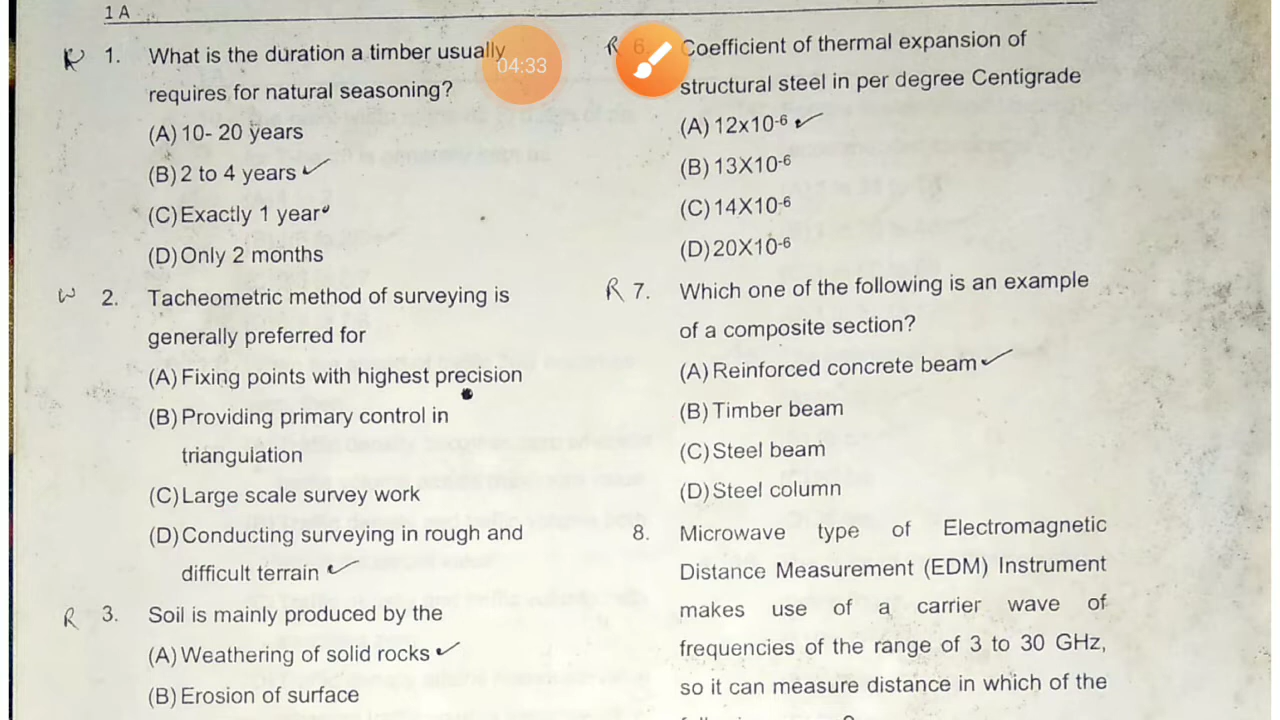 1 A
R 1. What is the duration a timber usually
requires for natural seasoning?
(A) 10- 20 years
(B) 2 to 4 years
(C) Exactly 1 year
(D) Only 2 months
W 2. Tacheometric method of surveying is
generally preferred for
(A) Fixing points with highest precision
(B) Providing primary control in
triangulation
(C) Large scale survey work
(D) Conducting surveying in rough and
difficult terrain
R 3. Soil is mainly produced by the
(A) Weathering of solid rocks
(B) Erosion of surface
04:33
R 6. Coefficient of thermal expansion of
structural steel in per degree Centigrade
(A) 12x10-6
(B) 13X10-6
(C) 14X10-6
(D) 20X10-6
R 7. Which one of the following is an example
of a composite section?
(A) Reinforced concrete beam
(B) Timber beam
(C) Steel beam
(D) Steel column
8. Microwave type of Electromagnetic
Distance Measurement (EDM) Instrument
makes use of a carrier wave of
frequencies of the range of 3 to 30 GHz,
so it can measure distance in which of the